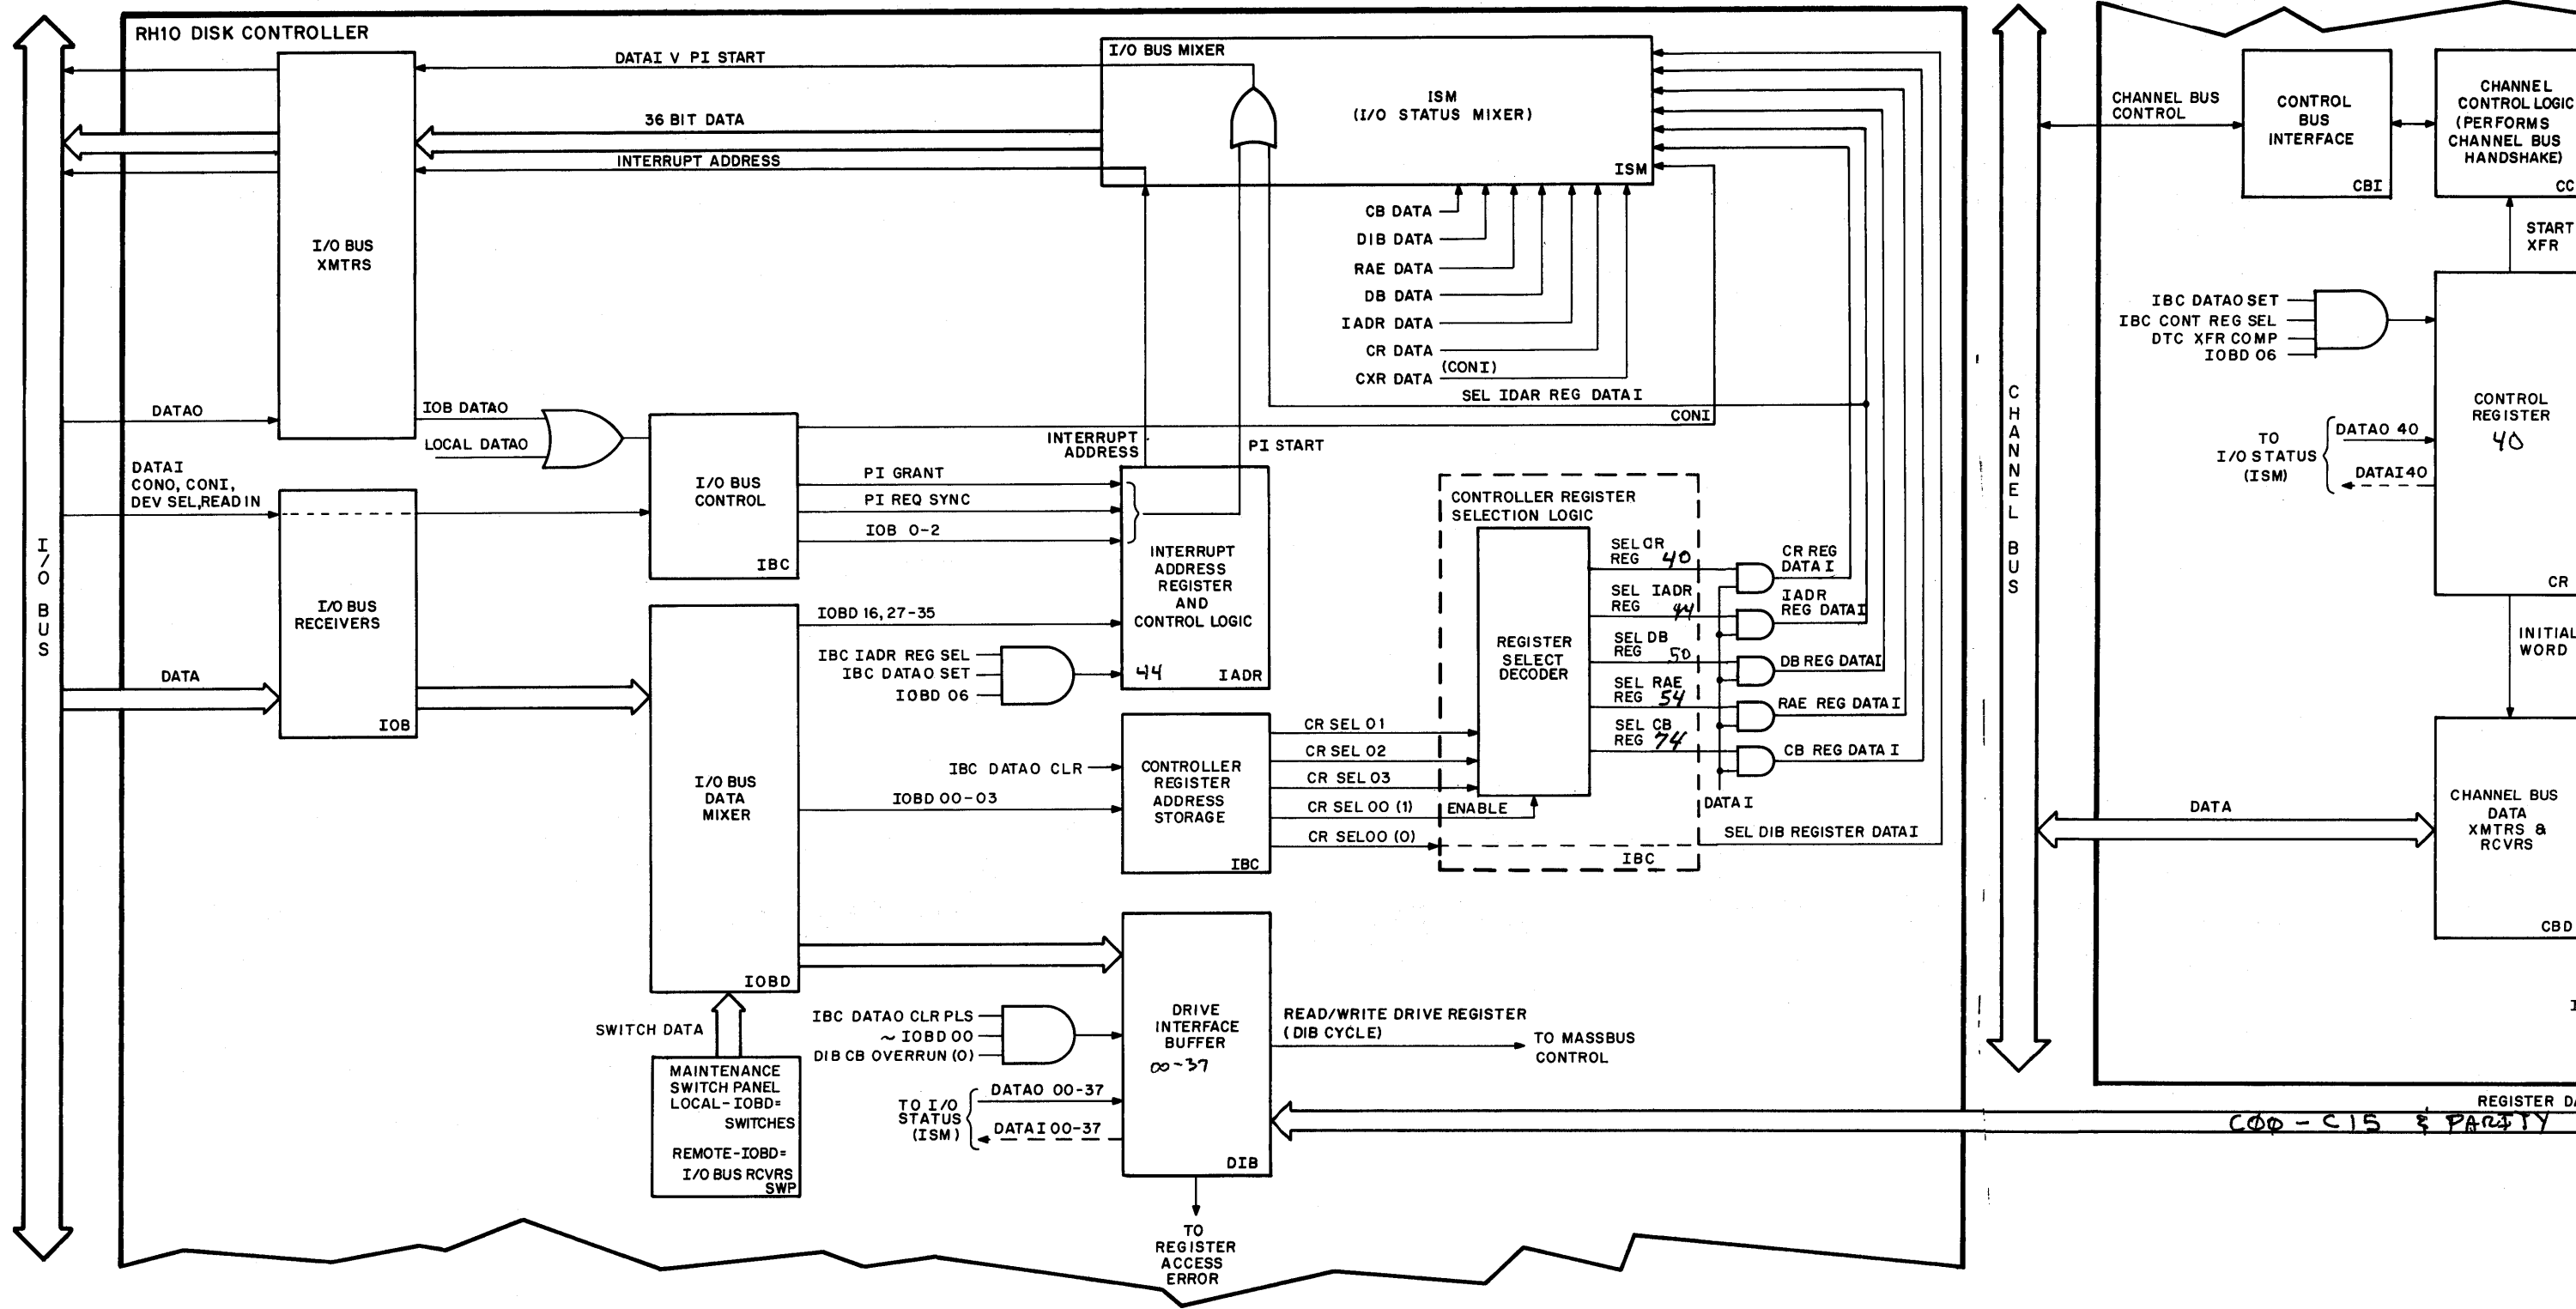 RH10 DISK CONTROLLER
I/O BUS
DATAI V PI START
36 BIT DATA
INTERRUPT ADDRESS
I/O BUS
XMTRS
I/O BUS MIXER
ISM
(I/O STATUS MIXER)
ISM
CB DATA
DIB DATA
RAE DATA
DB DATA
IADR DATA
CR DATA
(CONI)
CXR DATA
SEL IDAR REG DATAI
CONI
DATAO
IOB DATAO
LOCAL DATAO
DATAI
CONO, CONI,
DEV SEL,READIN
I/O BUS
RECEIVERS
IOB
DATA
I/O BUS
CONTROL
IBC
INTERRUPT
ADDRESS
PI START
PI GRANT
PI REQ SYNC
IOB 0-2
INTERRUPT
ADDRESS
REGISTER
AND
CONTROL LOGIC
44
IADR
IOBD 16,27-35
IBC IADR REG SEL
IBC DATAO SET
IOBD 06
I/O BUS
DATA
MIXER
IOBD
IBC DATAO CLR
IOBD 00-03
CONTROLLER
REGISTER
ADDRESS
STORAGE
IBC
CR SEL 01
CR SEL 02
CR SEL 03
CR SEL 00 (1)
CR SEL00 (0)
ENABLE
CONTROLLER REGISTER
SELECTION LOGIC
REGISTER
SELECT
DECODER
SEL CR
REG 40
SEL IADR
REG 44
SEL DB
REG 50
SEL RAE
REG 54
SEL CB
REG 74
IBC
CR REG
DATAI
IADR
REG DATAI
DB REG DATAI
RAE REG DATAI
CB REG DATAI
DATAI
SEL DIB REGISTER DATAI
SWITCH DATA
MAINTENANCE
SWITCH PANEL
LOCAL-IOBD=
SWITCHES
REMOTE-IOBD=
I/O BUS RCVRS
SWP
IBC DATAO CLR PLS
~ IOBD 00
DIB CB OVERRUN (0)
TO I/O
STATUS
(ISM)
DATAO 00-37
DATAI 00-37
DRIVE
INTERFACE
BUFFER
00-37
DIB
READ/WRITE DRIVE REGISTER
(DIB CYCLE)
TO MASSBUS
CONTROL
TO
REGISTER
ACCESS
ERROR
CHANNEL BUS
CHANNEL BUS
CONTROL
CONTROL
BUS
INTERFACE
CBI
CHANNEL
CONTROL LOGIC
(PERFORMS
CHANNEL BUS
HANDSHAKE)
CC
START
XFR
IBC DATAO SET
IBC CONT REG SEL
DTC XFR COMP
IOBD 06
CONTROL
REGISTER
40
CR
TO
I/O STATUS
(ISM)
DATAO 40
DATAI40
INITIAL
WORD
DATA
CHANNEL BUS
DATA
XMTRS &
RCVRS
CBD
REGISTER DA
C00 - C15 & PARITY